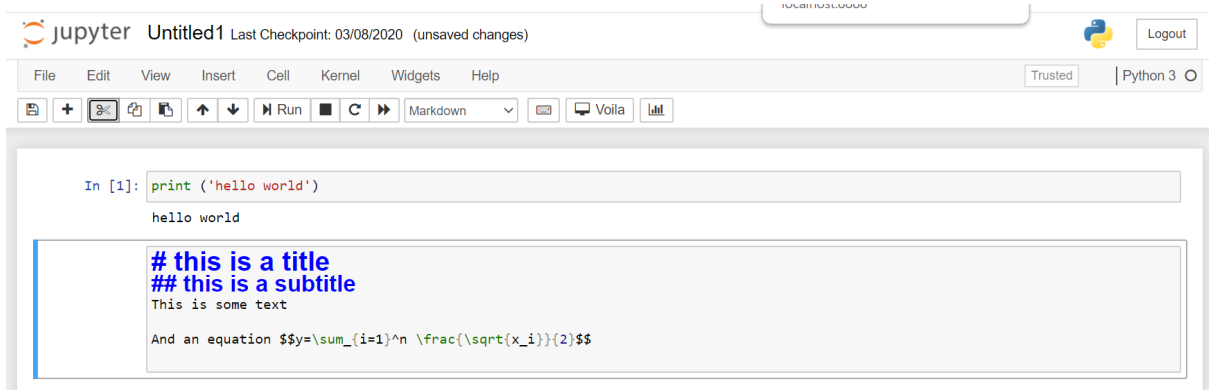 localhost:8888
jupyter Untitled1 Last Checkpoint: 03/08/2020 (unsaved changes)
Logout
File Edit View Insert Cell Kernel Widgets Help
Trusted
Python 3
Run
Markdown
Voila
In [1]: print ('hello world')
hello world
# this is a title
## this is a subtitle
This is some text
And an equation $$y=\sum_{i=1}^n \frac{\sqrt{x_i}}{2}$$